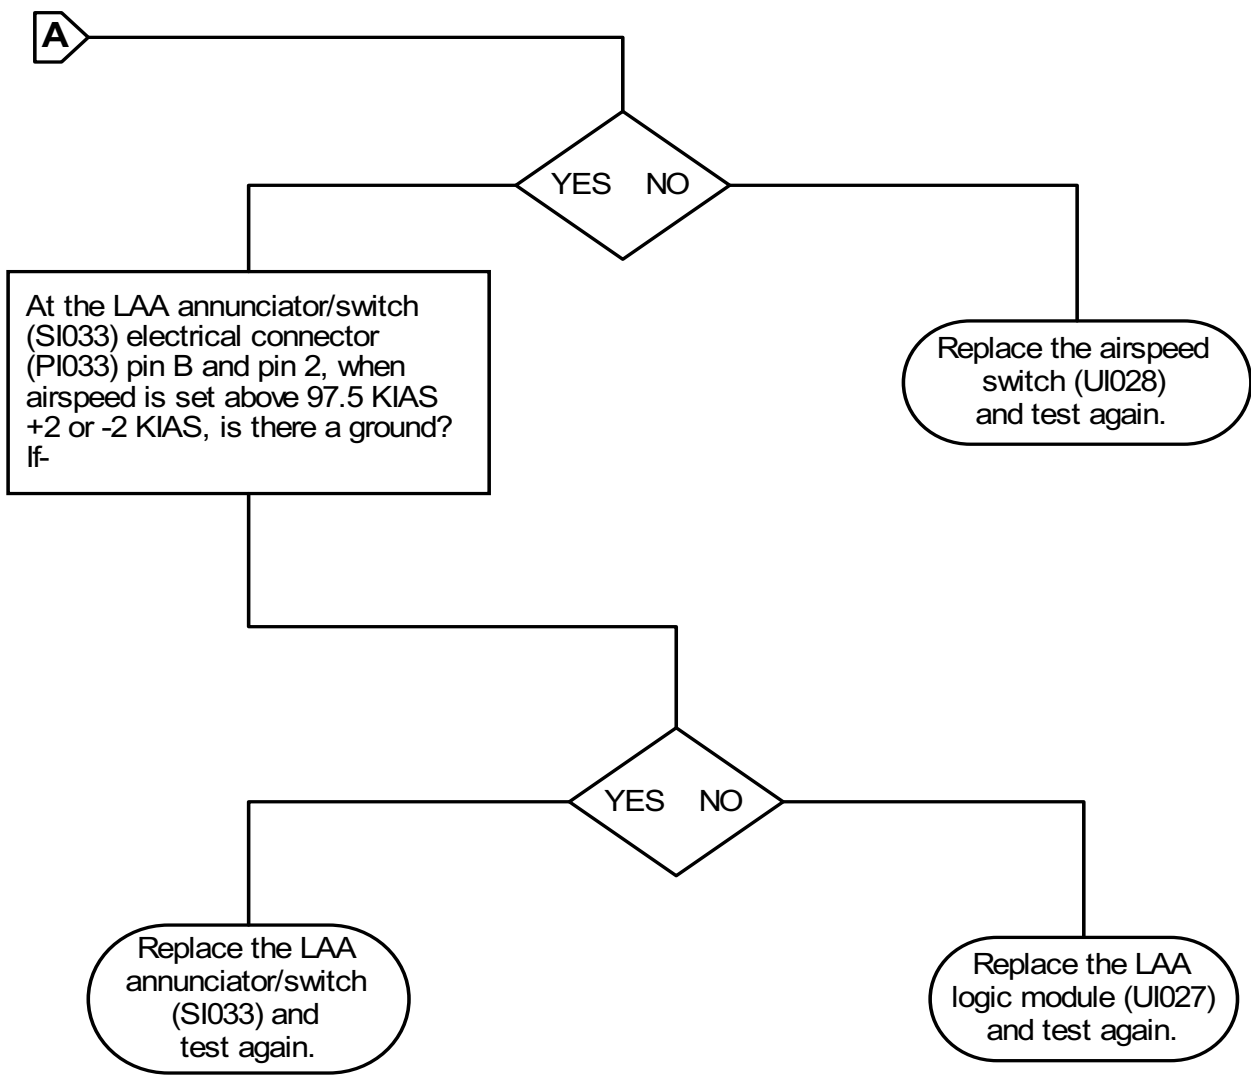 A
YES NO
At the LAA annunciator/switch
(SI033) electrical connector
(PI033) pin B and pin 2, when
airspeed is set above 97.5 KIAS
+2 or -2 KIAS, is there a ground?
If-
Replace the airspeed
switch (UI028)
and test again.
YES NO
Replace the LAA
annunciator/switch
(SI033) and
test again.
Replace the LAA
logic module (UI027)
and test again.